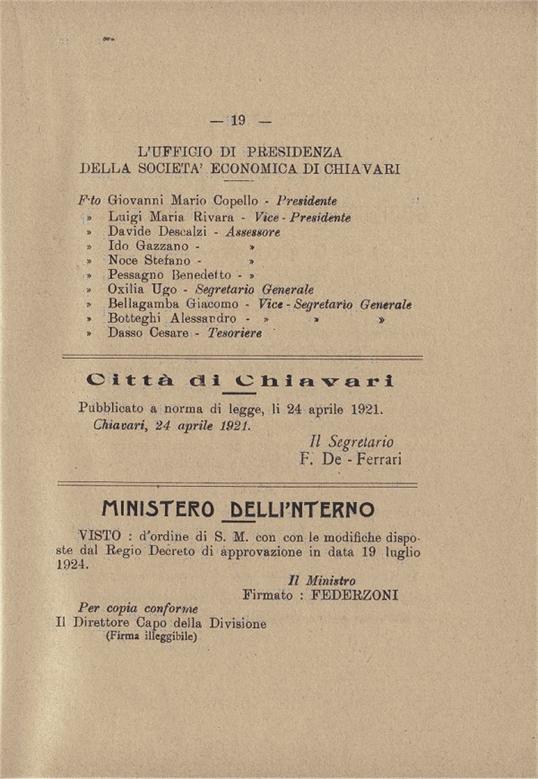 — 19 —
L'UFFICIO DI PRESIDENZA
DELLA SOCIETA' ECONOMICA DI CHIAVARI
F.to Giovanni Mario Copello - Presidente
» Luigi Maria Rivara - Vice - Presidente
» Davide Descalzi - Assessore
» Ido Gazzano - »
» Noce Stefano - »
» Pessagno Benedetto - »
» Oxilia Ugo - Segretario Generale
» Bellagamba Giacomo - Vice - Segretario Generale
» Botteghi Alessandro - » » »
» Dasso Cesare - Tesoriere
Città di Chiavari
Pubblicato a norma di legge, li 24 aprile 1921.
Chiavari, 24 aprile 1921.
Il Segretario
F. De - Ferrari
MINISTERO DELLI'NTERNO
VISTO : d'ordine di S. M. con con le modifiche dispo-
ste dal Regio Decreto di approvazione in data 19 luglio
1924.
Il Ministro
Firmato : FEDERZONI
Per copia conforme
Il Direttore Capo della Divisione
(Firma illeggibile)